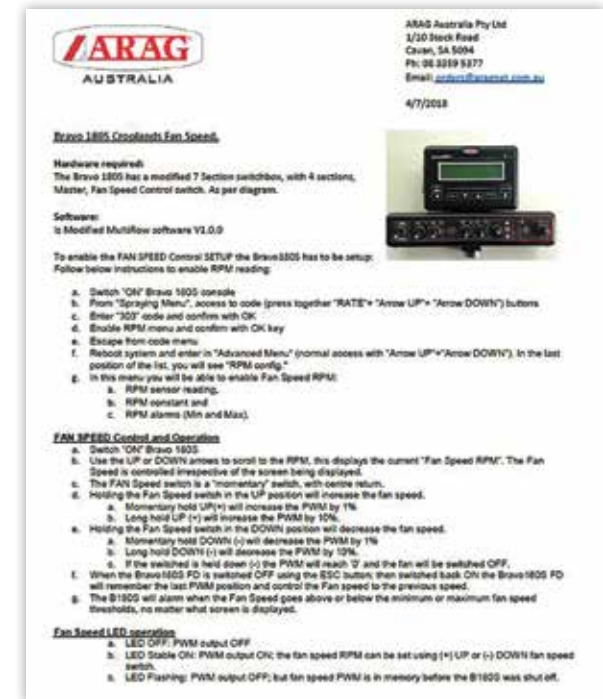 ARAG
AUSTRALIA
ARAG Australia Pty Ltd
1/10 Stock Road
Cavan, SA 5094
Ph: 08 8359 5377
Email:
4/7/2018
Bravo 180S Croplands Fan Speed.
Hardware required:
The Bravo 180S has a modified 7 Section switchbox, with 4 sections,
Master, Fan Speed Control switch. As per diagram.
Software:
is Modified Multiflow software V1.0.0
To enable the FAN SPEED Control SETUP the Bravo180S has to be setup:
Follow below instructions to enable RPM reading:
a. Switch "ON" Bravo 180S console
b. From "Spraying Menu", access to code (press together "RATE"+ "Arrow UP"+ "Arrow DOWN") buttons
c. Enter "303" code and confirm with OK
d. Enable RPM menu and confirm with OK key
e. Escape from code menu
f. Reboot system and enter in "Advanced Menu" (normal access with "Arrow UP"+"Arrow DOWN"). In the last
position of the list, you will see "RPM config."
g. In this menu you will be able to enable Fan Speed RPM:
a. RPM sensor reading,
b. RPM constant and
c. RPM alarms (Min and Max).
FAN SPEED Control and Operation
a. Switch "ON" Bravo 180S
b. Use the UP or DOWN arrows to scroll to the RPM, this displays the current "Fan Speed RPM". The Fan
Speed is controlled irrespective of the screen being displayed.
c. The FAN Speed switch is a "momentary" switch, with centre return.
d. Holding the Fan Speed switch in the UP position will increase the fan speed.
a. Momentary hold UP(+) will increase the PWM by 1%
b. Long hold UP (+) will increase the PWM by 10%.
e. Holding the Fan Speed switch in the DOWN position will decrease the fan speed.
a. Momentary hold DOWN (-) will decrease the PWM by 1%
b. Long hold DOWN (-) will decrease the PWM by 10%.
c. If the switched is held down (-) the PWM will reach '0' and the fan will be switched OFF.
f. When the Bravo180S FD is switched OFF using the ESC button; then switched back ON the Bravo180S FD
will remember the last PWM position and control the Fan speed to the previous speed.
g. The B180S will alarm when the Fan Speed goes above or below the minimum or maximum fan speed
thresholds, no matter what screen is displayed.
Fan Speed LED operation
a. LED OFF: PWM output OFF
b. LED Stable ON: PWM output ON; the fan speed RPM can be set using (+) UP or (-) DOWN fan speed
switch.
c. LED Flashing: PWM output OFF; but fan speed PWM is in memory before the B180S was shut off.